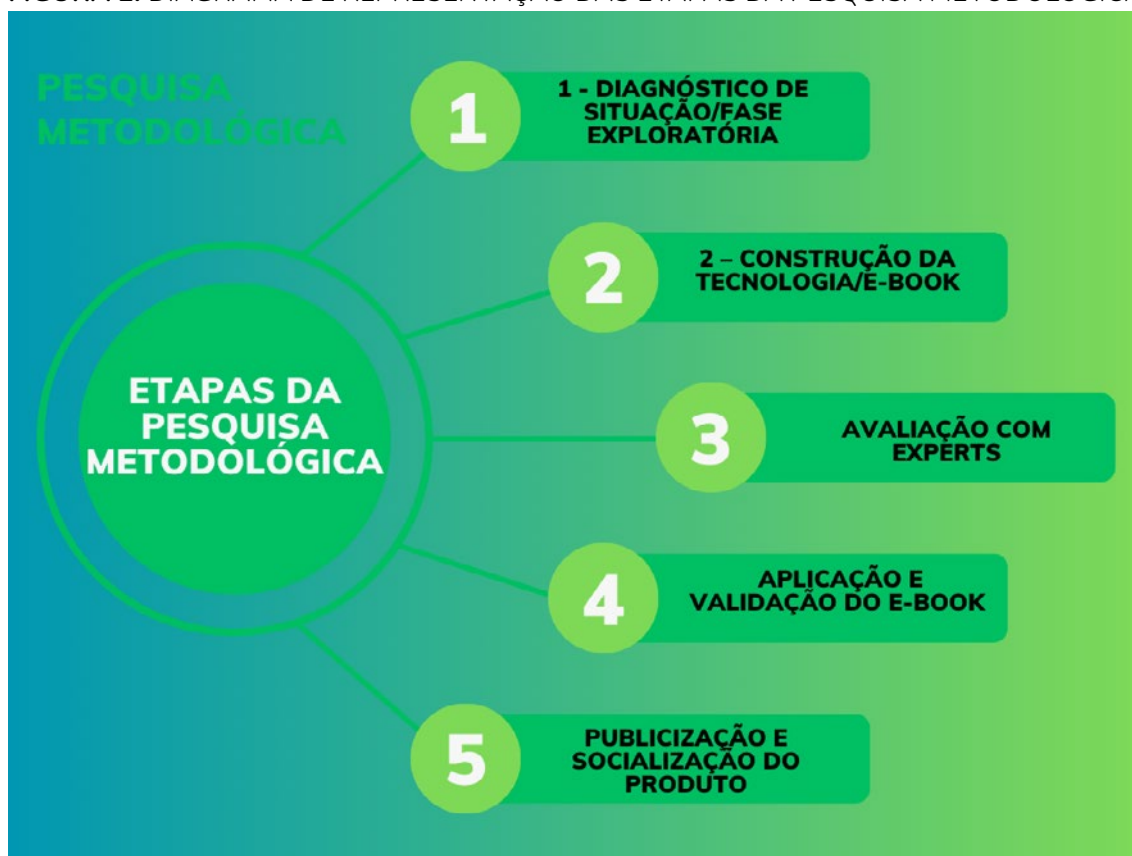 PESQUISA
METODOLÓGICA
1
1 - DIAGNÓSTICO DE
SITUAÇÃO/FASE
EXPLORATÓRIA
2
2 – CONSTRUÇÃO DA
TECNOLOGIA/E-BOOK
ETAPAS DA
PESQUISA
METODOLÓGICA
3
AVALIAÇÃO COM
EXPERTS
4
APLICAÇÃO E
VALIDAÇÃO DO E-BOOK
5
PUBLICIZAÇÃO E
SOCIALIZAÇÃO DO
PRODUTO